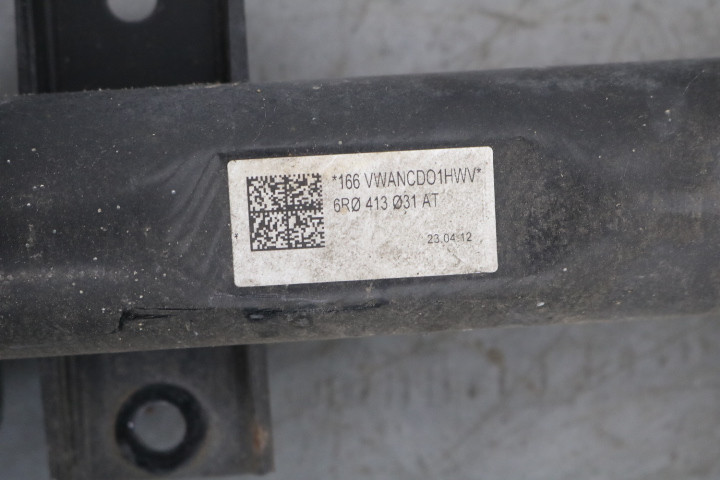 *166 VWANCDO1HWV*
6RØ 413 Ø31 AT
23.04.12